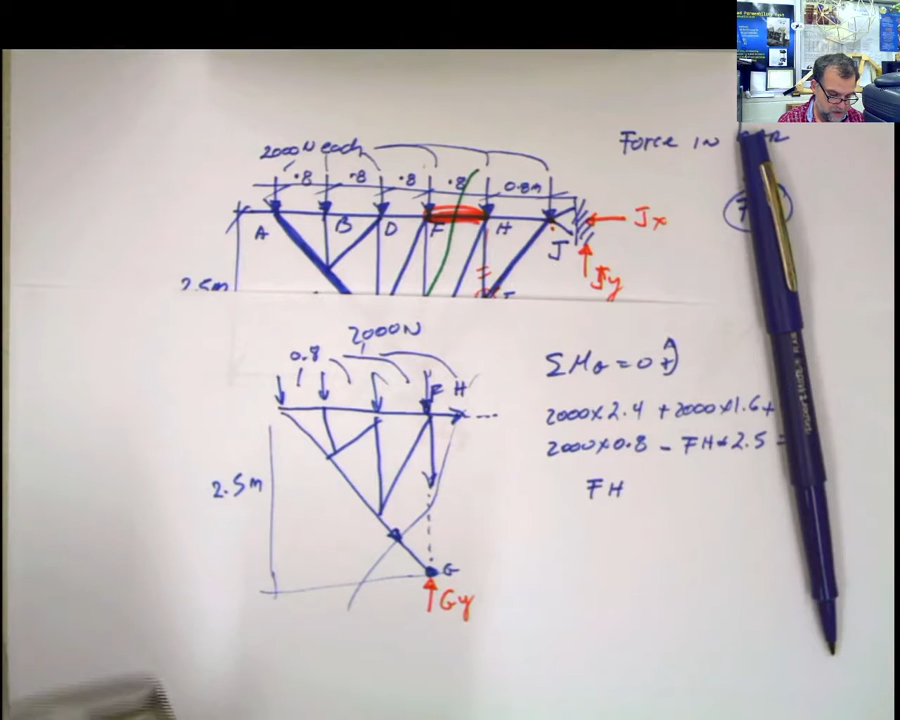 Force in
2000N each
.8 .8 .8 .8 0.8m
A B D F H J
Jx
Jy
2.5m
2000N
0.8
F H
ΣMG = 0
2000×2.4 + 2000×1.6+
2000×0.8 - FH*2.5 =
FH
2.5m
G
Gy